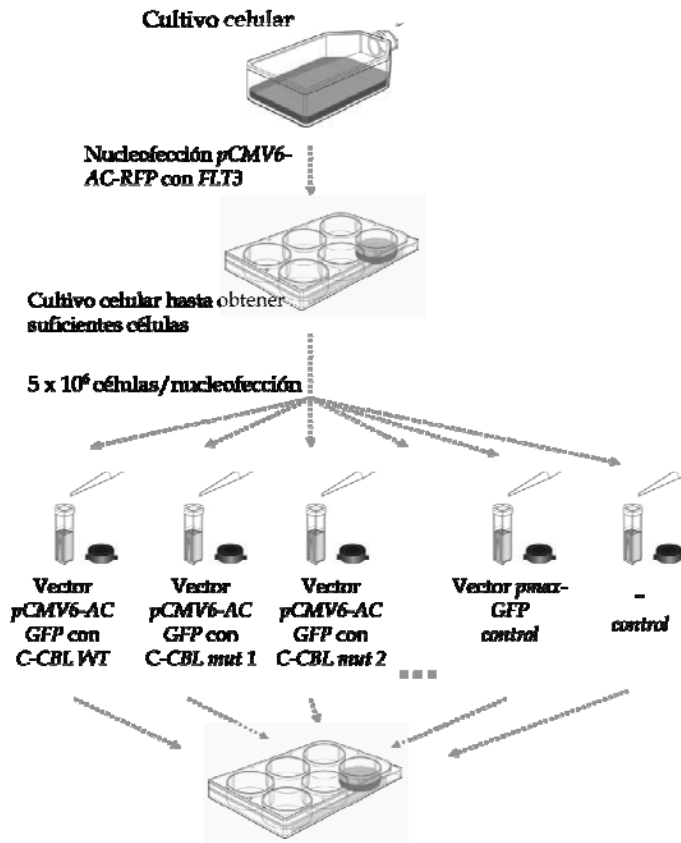 Cultivo celular
Nucleofección pCMV6-
AC-RFP con FLT3
Cultivo celular hasta obtener
suficientes células
5 x 10⁶ células/nucleofección
Vector
pCMV6-AC
GFP con
C-CBL WT
Vector
pCMV6-AC
GFP con
C-CBL mut 1
Vector
pCMV6-AC
GFP con
C-CBL mut 2
Vector pmax-
GFP
control
–
control